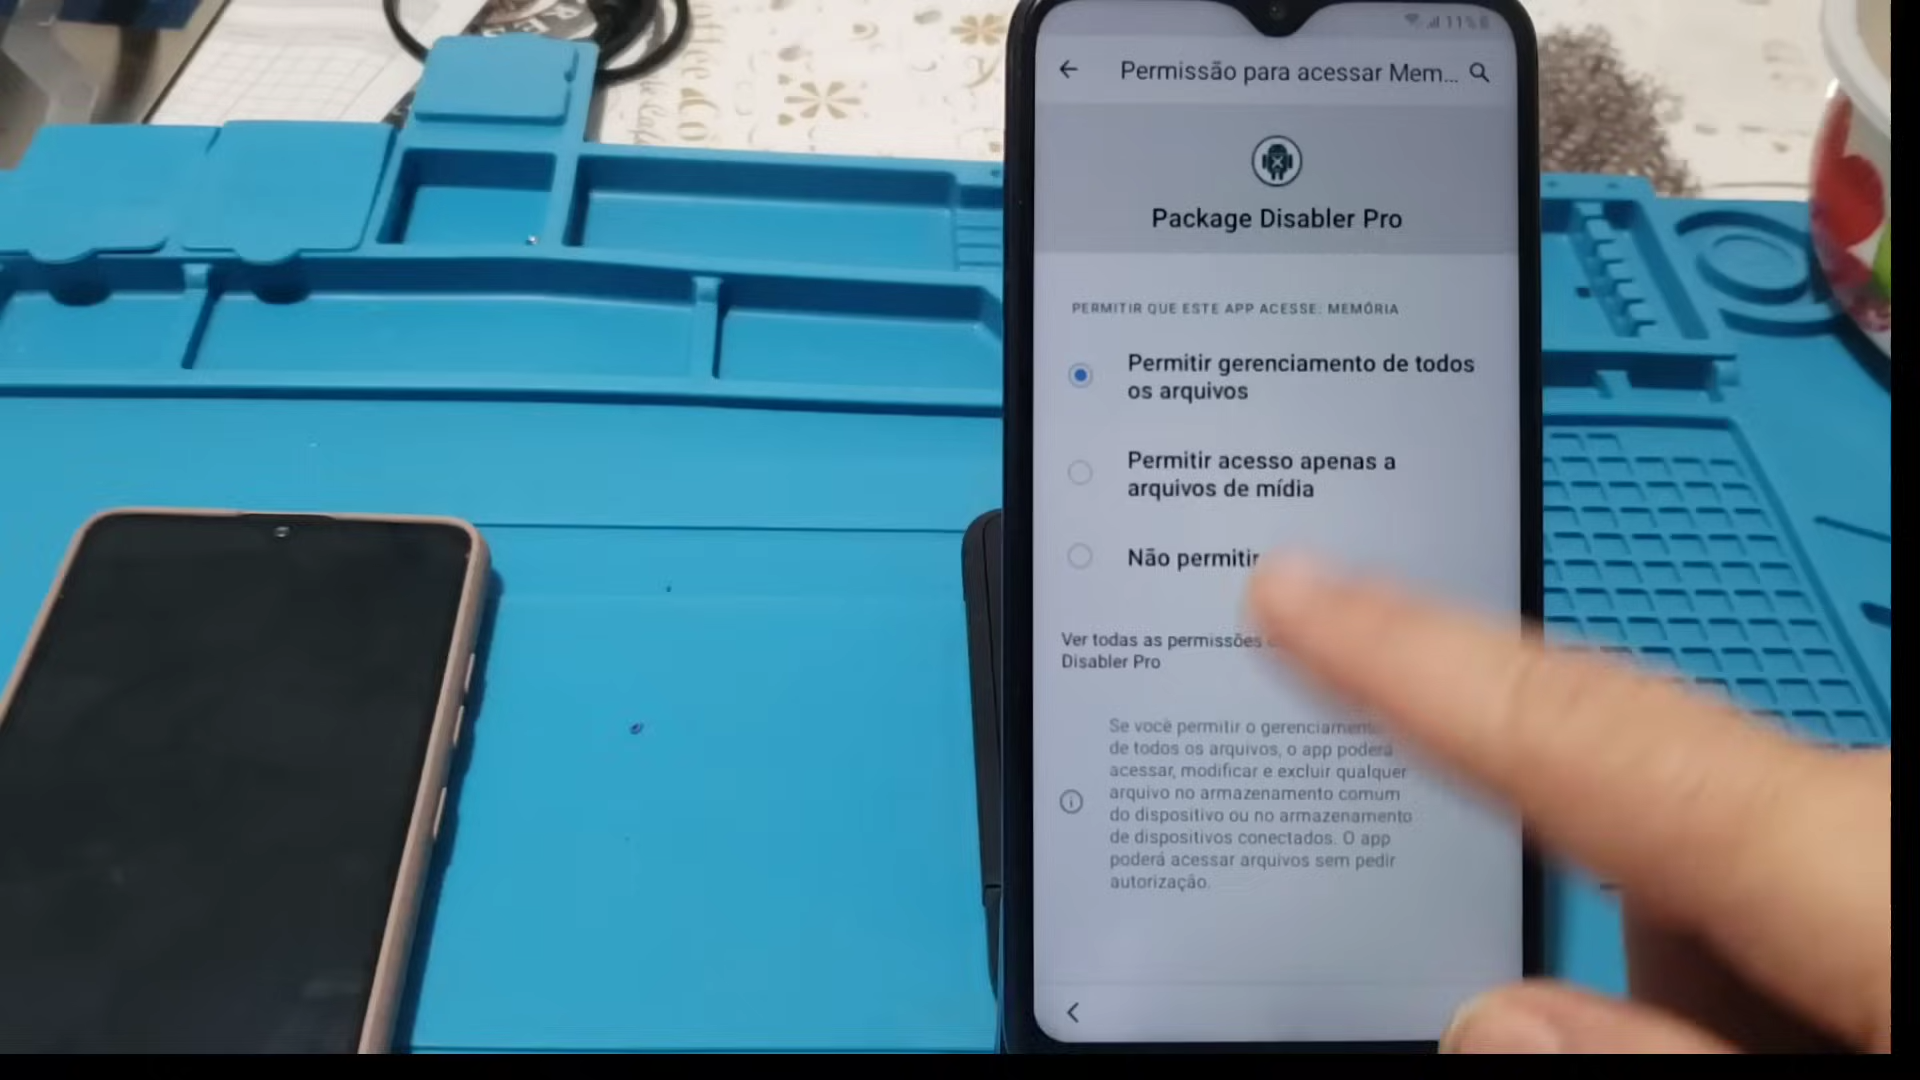 11%
Permissão para acessar Mem...
Package Disabler Pro
PERMITIR QUE ESTE APP ACESSE: MEMÓRIA
Permitir gerenciamento de todos
os arquivos
Permitir acesso apenas a
arquivos de mídia
Não permitir
Ver todas as permissões
Disabler Pro
Se você permitir o gerenciamento
de todos os arquivos, o app poderá
acessar, modificar e excluir qualquer
arquivo no armazenamento comum
do dispositivo ou no armazenamento
de dispositivos conectados. O app
poderá acessar arquivos sem pedir
autorização.